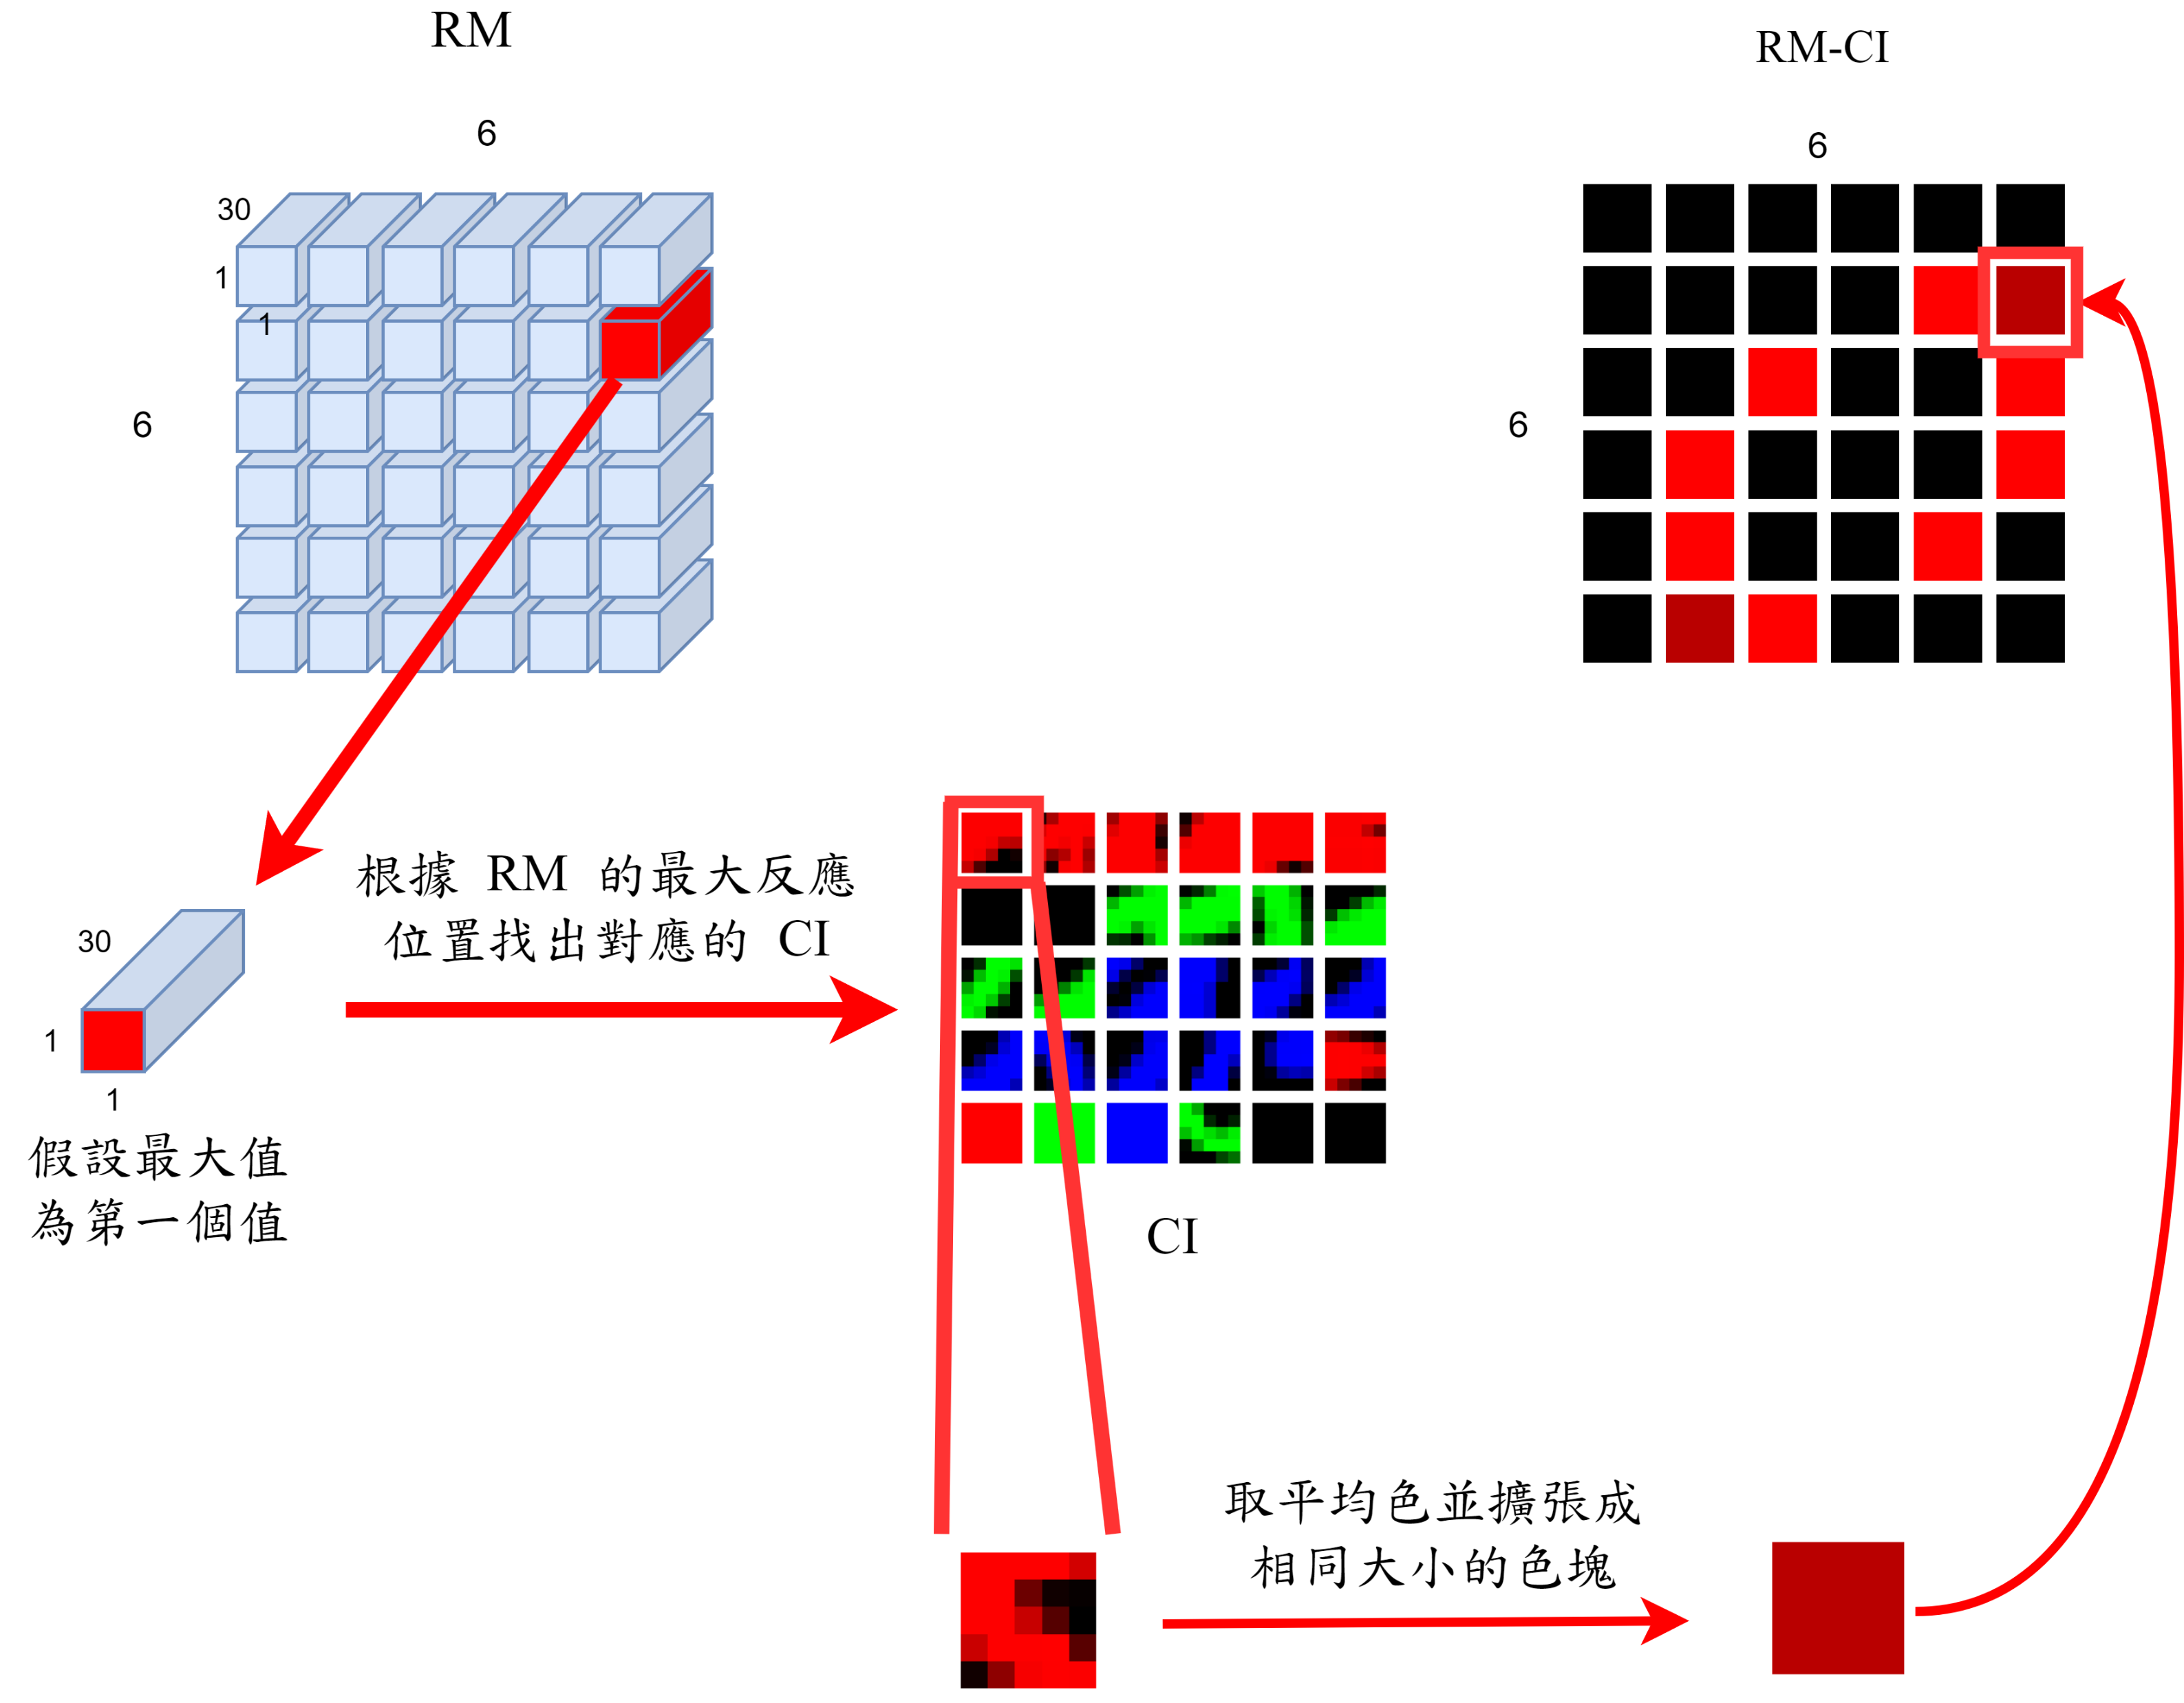 RM
RM-CI
6
6
30
1
1
6
6
根據 RM 的最大反應
位置找出對應的 CI
30
1
1
假設最大值
為第一個值
CI
取平均色並擴張成
相同大小的色塊